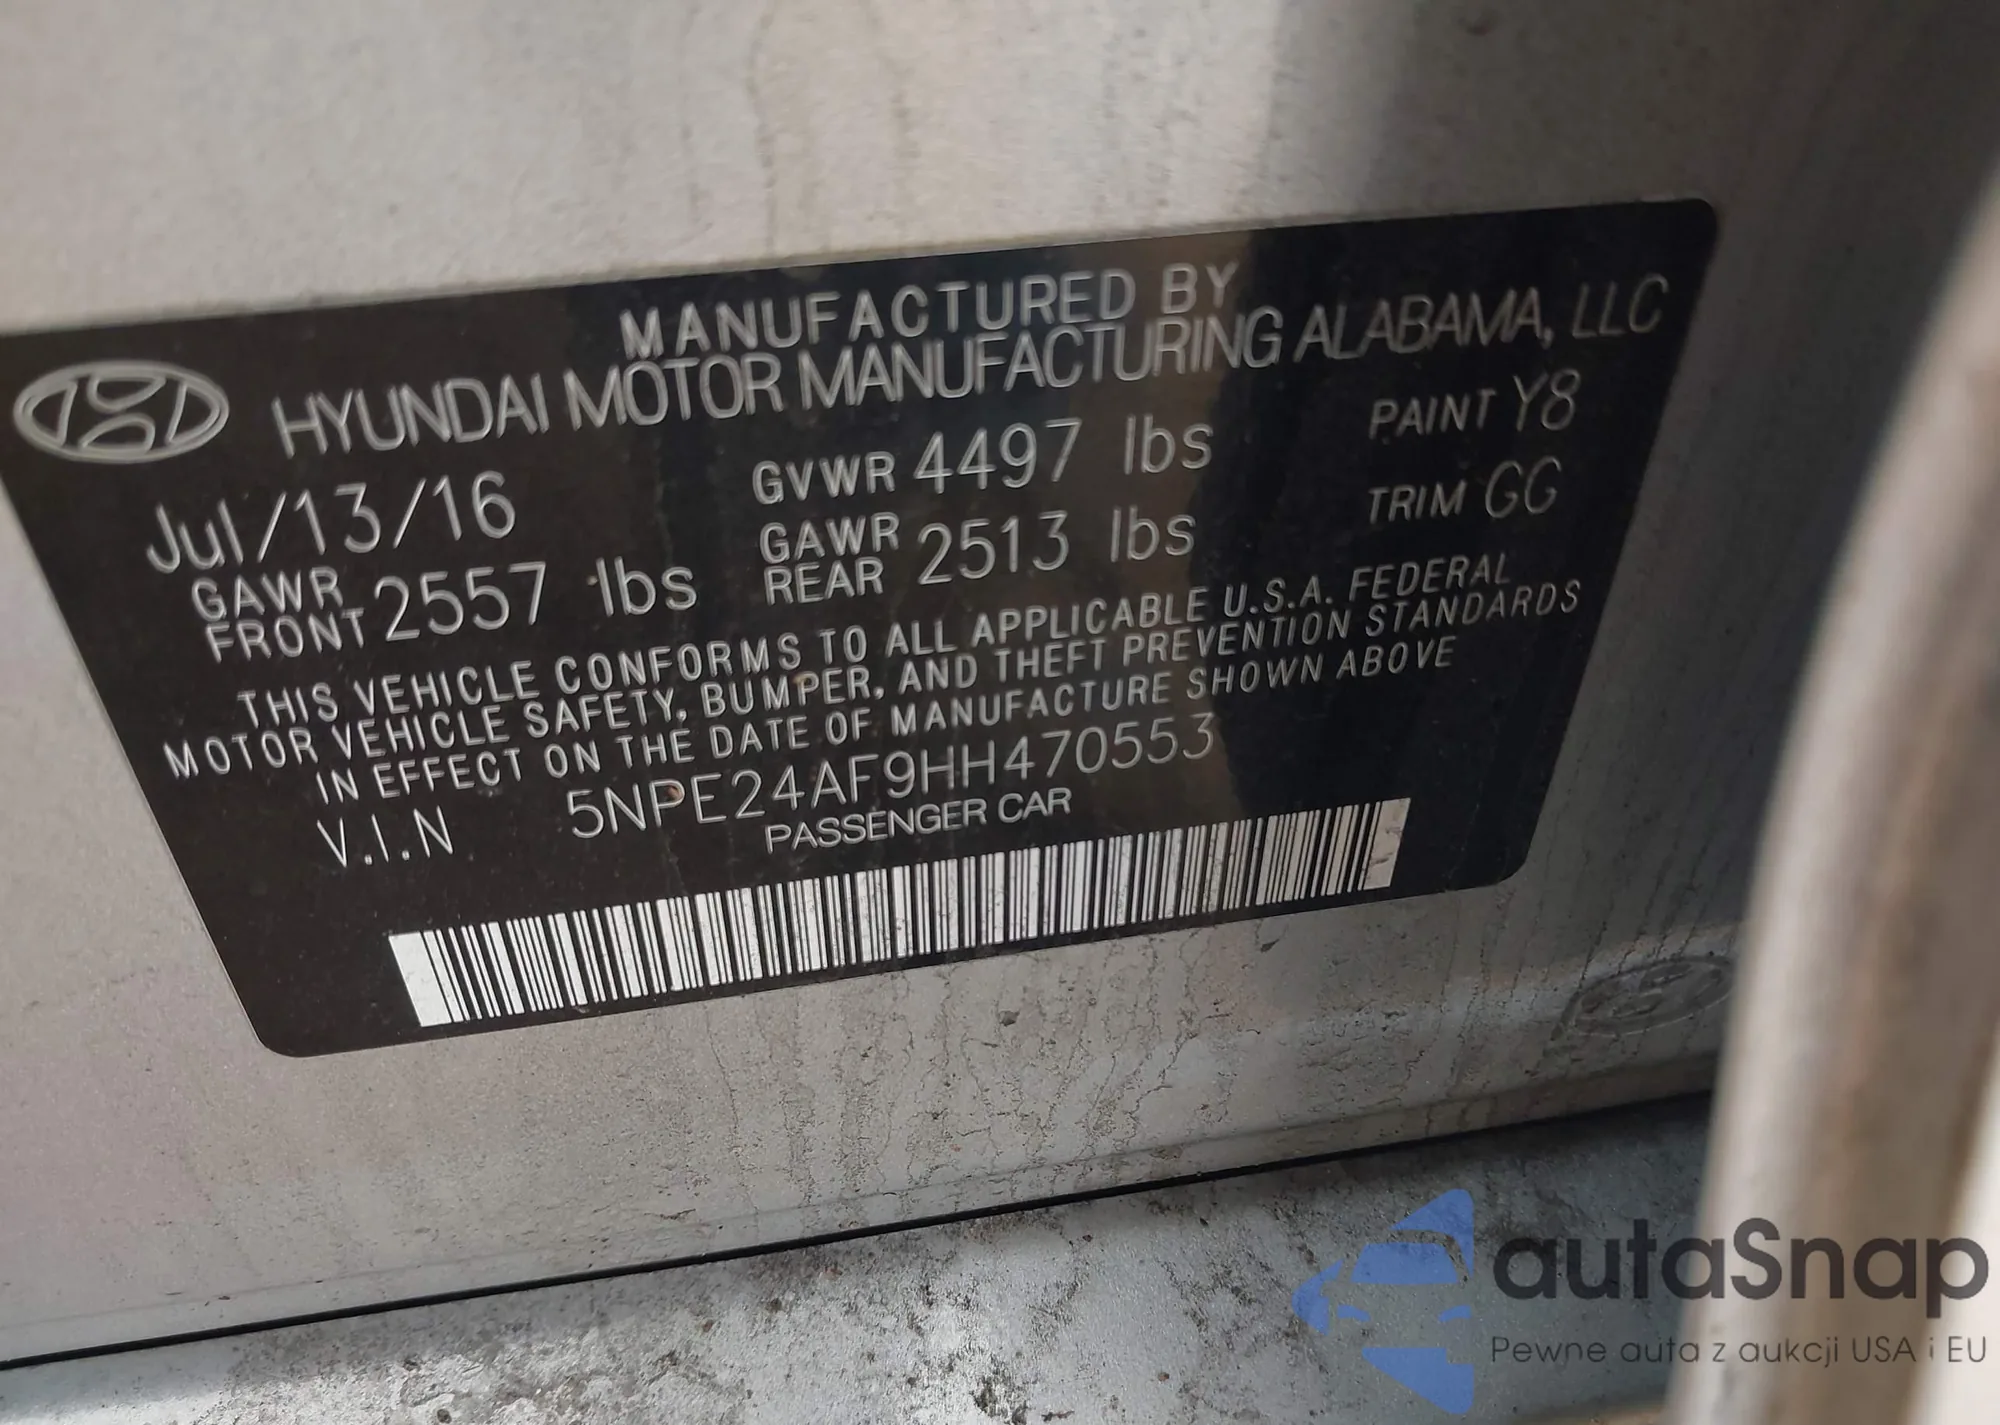 MANUFACTURED BY
HYUNDAI MOTOR MANUFACTURING ALABAMA, LLC
Jul/13/16 GVWR 4497 lbs PAINT Y8
GAWR FRONT 2557 lbs GAWR REAR 2513 lbs TRIM GG
THIS VEHICLE CONFORMS TO ALL APPLICABLE U.S.A. FEDERAL
MOTOR VEHICLE SAFETY, BUMPER, AND THEFT PREVENTION STANDARDS
IN EFFECT ON THE DATE OF MANUFACTURE SHOWN ABOVE
V.I.N 5NPE24AF9HH470553
PASSENGER CAR
autaSnap
Pewne auta z aukcji USA i EU